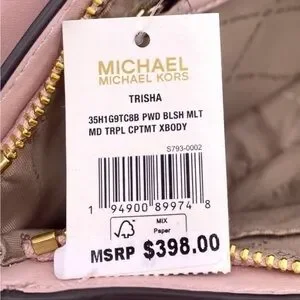 MICHAEL
MICHAEL KORS
TRISHA
35H1G9TC8B PWD BLSH MLT
MD TRPL CPTMT XBODY
S793-0002
1 94900 89974 8
MIX
Paper
MSRP $398.00